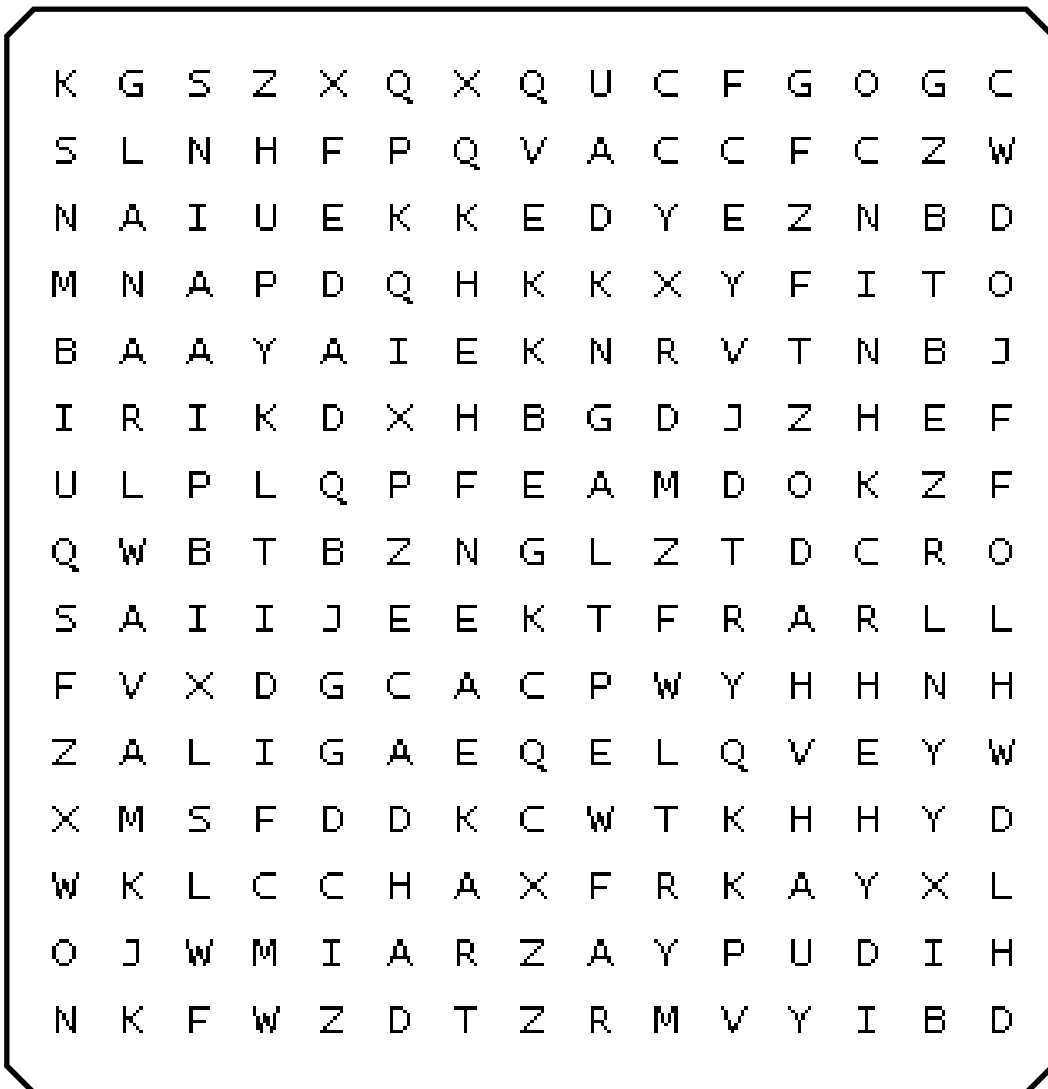 K G S Z X Q X Q U C F G O G C
S L N H F P Q V A C C F C Z W
N A I U E K K E D Y E Z N B D
M N A P D Q H K K X Y F I T O
B A A Y A I E K N R V T N B J
I R I K D X H B G D J Z H E F
U L P L Q P F E A M D O K Z F
Q W B T B Z N G L Z T D C R O
S A I I J E E K T F R A R L L
F V X D G C A C P W Y H H N H
Z A L I G A E Q E L Q V E Y W
X M S F D D K C W T K H H Y D
W K L C C H A X F R K A Y X L
O J W M I A R Z A Y P U D I H
N K F W Z D T Z R M V Y I B D